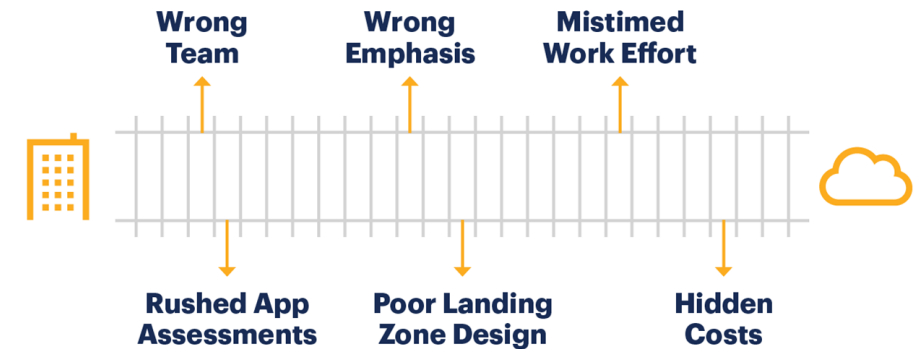 Wrong
Team
Wrong
Emphasis
Mistimed
Work Effort
Rushed App
Assessments
Poor Landing
Zone Design
Hidden
Costs